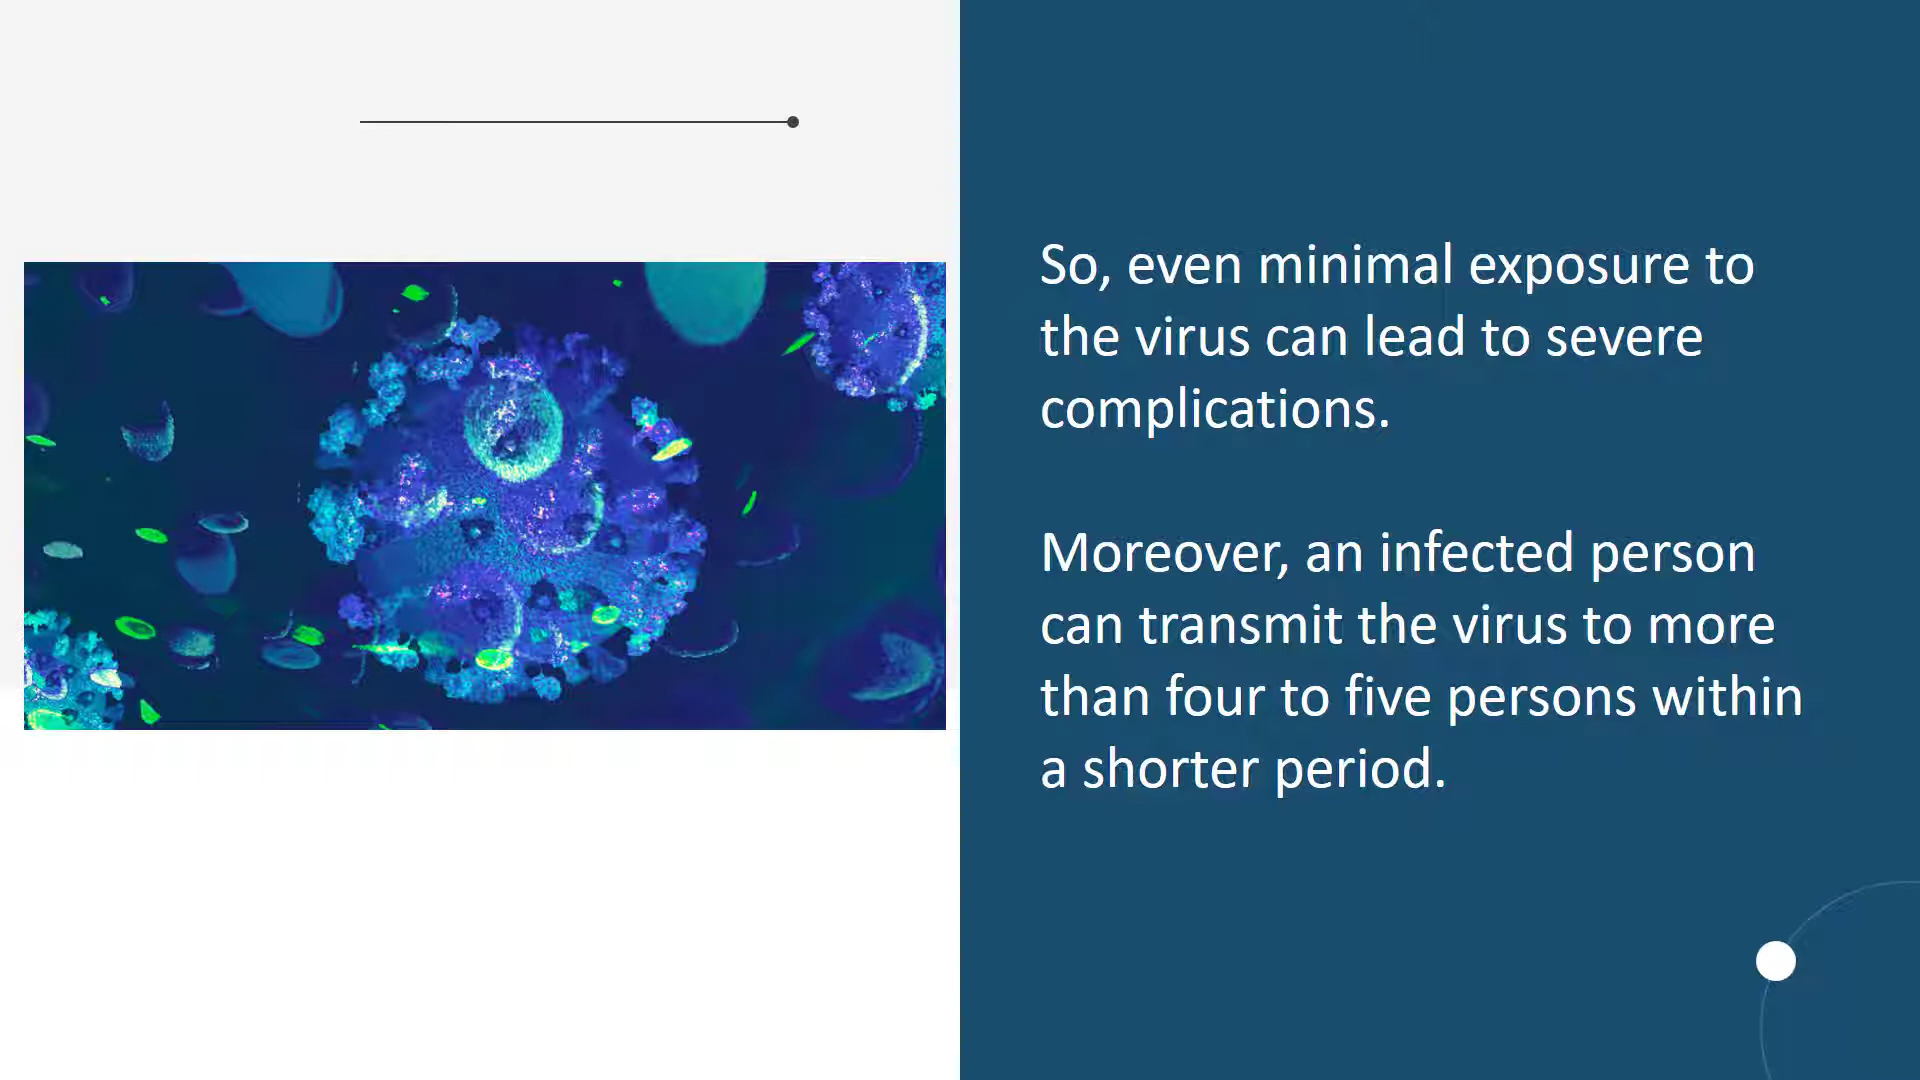 So, even minimal exposure to
the virus can lead to severe
complications.
Moreover, an infected person
can transmit the virus to more
than four to five persons within
a shorter period.